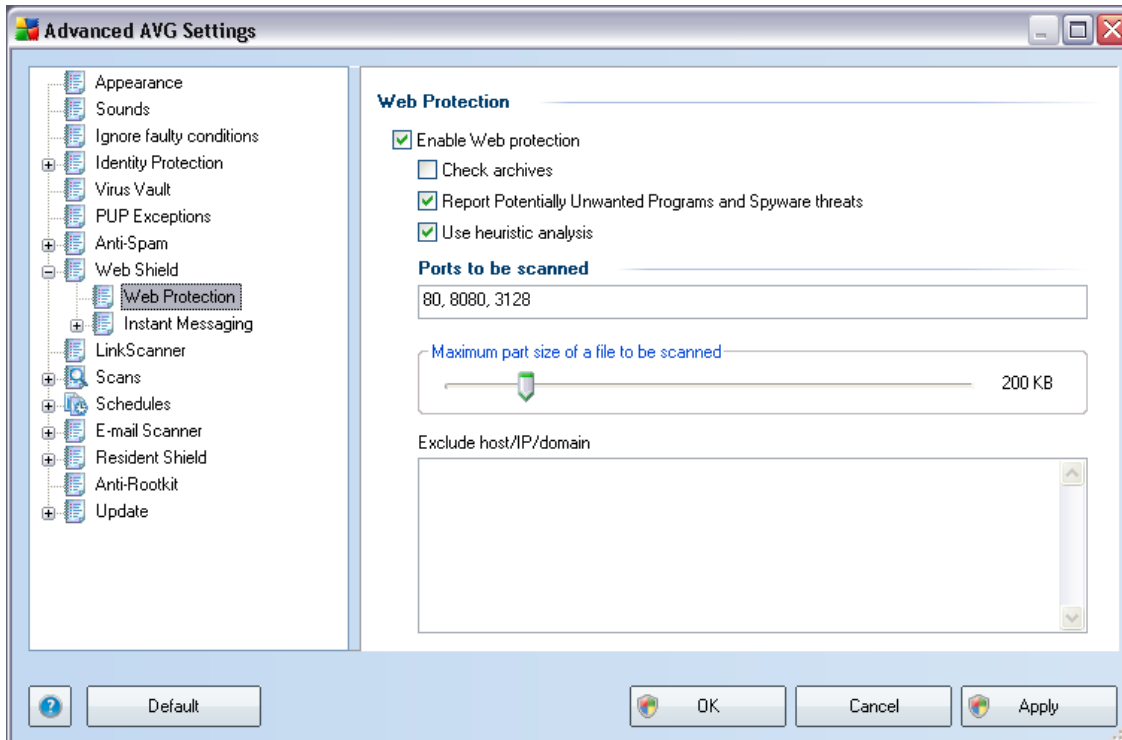 Advanced AVG Settings
Appearance
Sounds
Ignore faulty conditions
Identity Protection
Virus Vault
PUP Exceptions
Anti-Spam
Web Shield
Web Protection
Instant Messaging
LinkScanner
Scans
Schedules
E-mail Scanner
Resident Shield
Anti-Rootkit
Update
Web Protection
Enable Web protection
Check archives
Report Potentially Unwanted Programs and Spyware threats
Use heuristic analysis
Ports to be scanned
80, 8080, 3128
Maximum part size of a file to be scanned
200 KB
Exclude host/IP/domain
? Default OK Cancel Apply